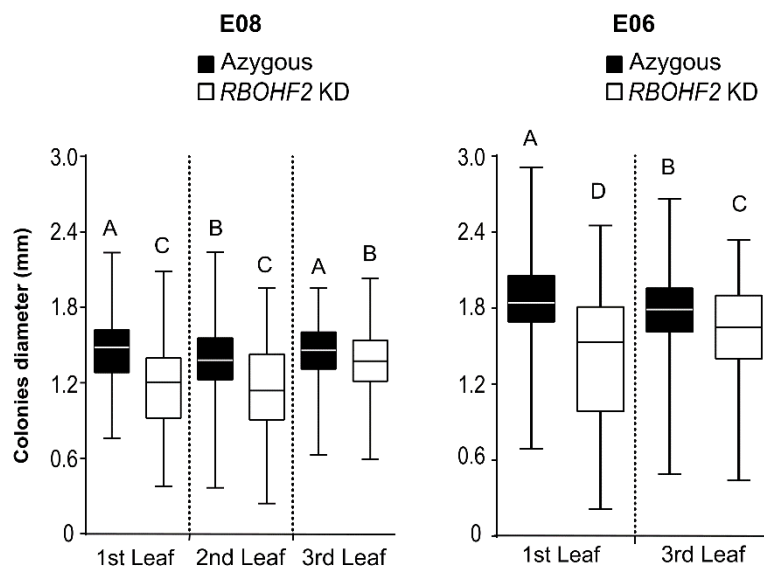 E08
Azygous
RBOHF2 KD
Colonies diameter (mm)
3.0
2.4
1.8
1.2
0.6
0
A
C
B
C
A
B
1st Leaf
2nd Leaf
3rd Leaf
E06
Azygous
RBOHF2 KD
3.0
2.4
1.8
1.2
0.6
0
A
D
B
C
1st Leaf
3rd Leaf